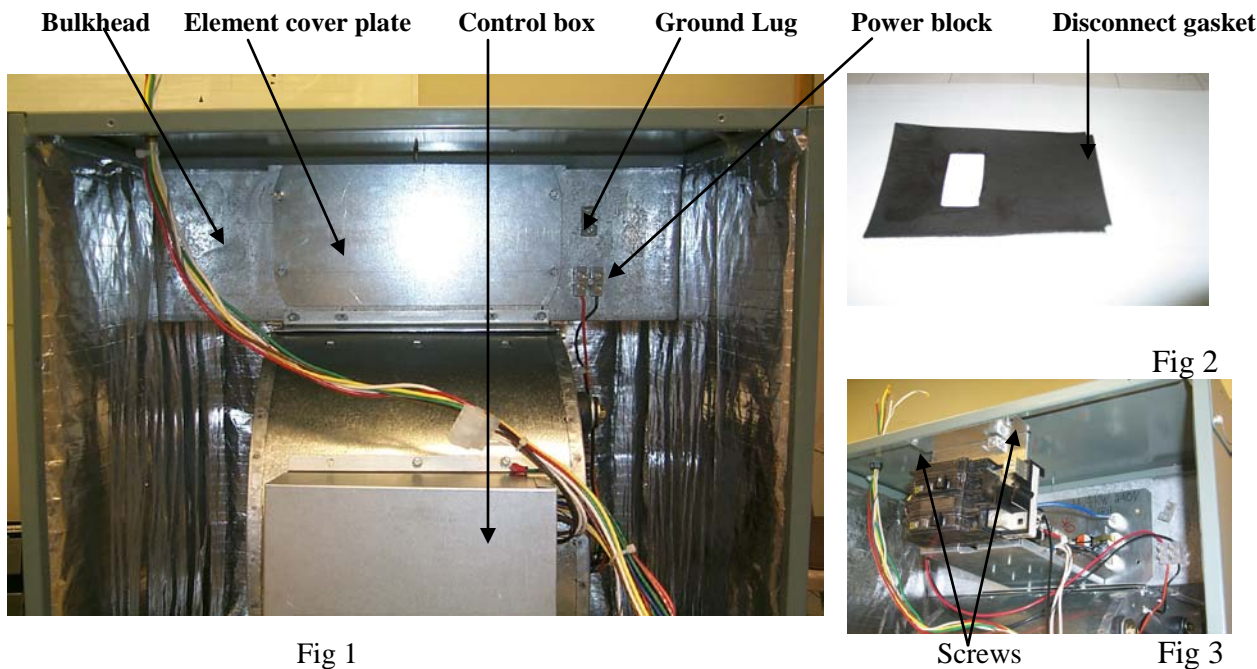 Bulkhead Element cover plate Control box Ground Lug Power block Disconnect gasket
Fig 2
Fig 1
Screws
Fig 3